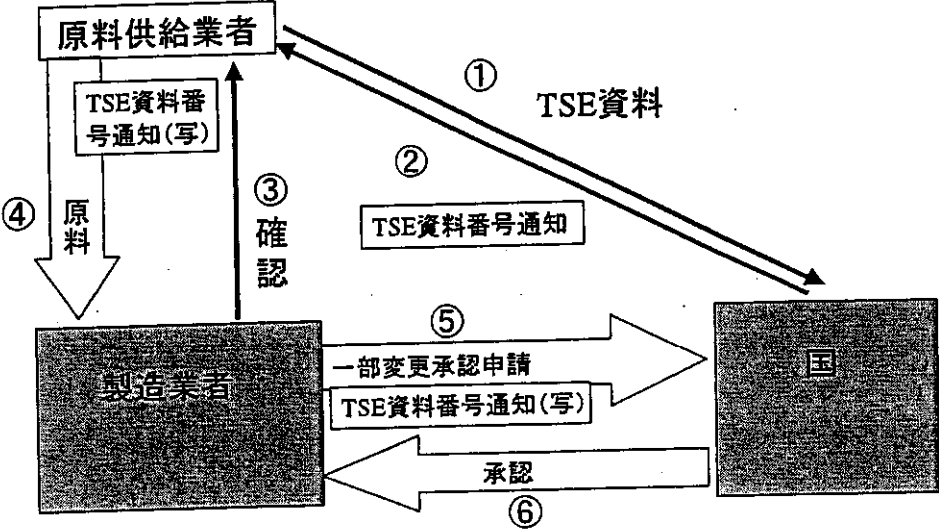 原料供給業者
①
TSE資料
TSE資料番
号通知(写)
②
③
確認
④
原料
TSE資料番号通知
⑤
一部変更承認申請
TSE資料番号通知(写)
製造業者
国
承認
⑥